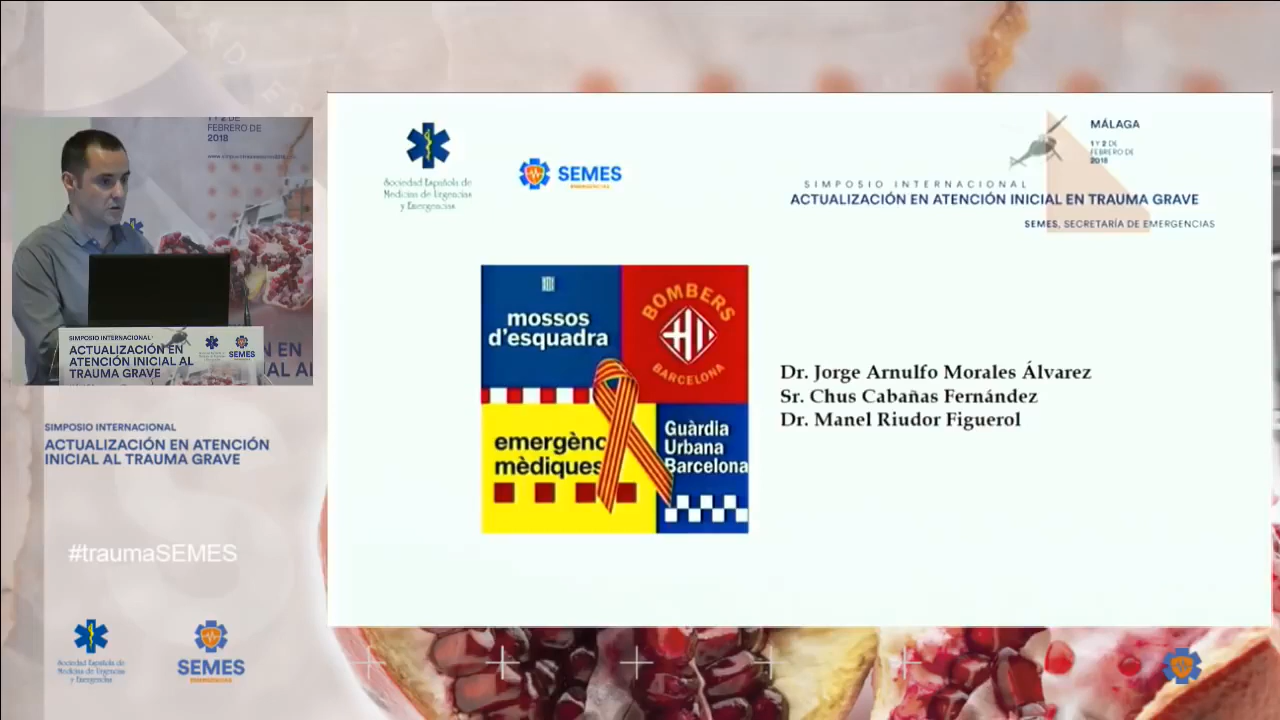 1 Y 2 DE
FEBRERO DE
2018
SIMPOSIO INTERNACIONAL
ACTUALIZACIÓN EN
ATENCIÓN INICIAL AL
TRAUMA GRAVE
SEMES
SIMPOSIO INTERNACIONAL
ACTUALIZACIÓN EN ATENCIÓN
INICIAL AL TRAUMA GRAVE
#traumaSEMES
Sociedad Española de
Medicina de Urgencias
y Emergencias
SEMES
EMERGENCIAS
Sociedad Española de
Medicina de Urgencias
y Emergencias
SEMES
EMERGENCIAS
MÁLAGA
1 Y 2 DE
FEBRERO DE
2018
SIMPOSIO INTERNACIONAL
ACTUALIZACIÓN EN ATENCIÓN INICIAL EN TRAUMA GRAVE
SEMES, SECRETARÍA DE EMERGENCIAS
mossos
d'esquadra
BOMBERS
BARCELONA
emergènc
mèdiques
Guàrdia
Urbana
Barcelona
Dr. Jorge Arnulfo Morales Álvarez
Sr. Chus Cabañas Fernández
Dr. Manel Riudor Figuerol